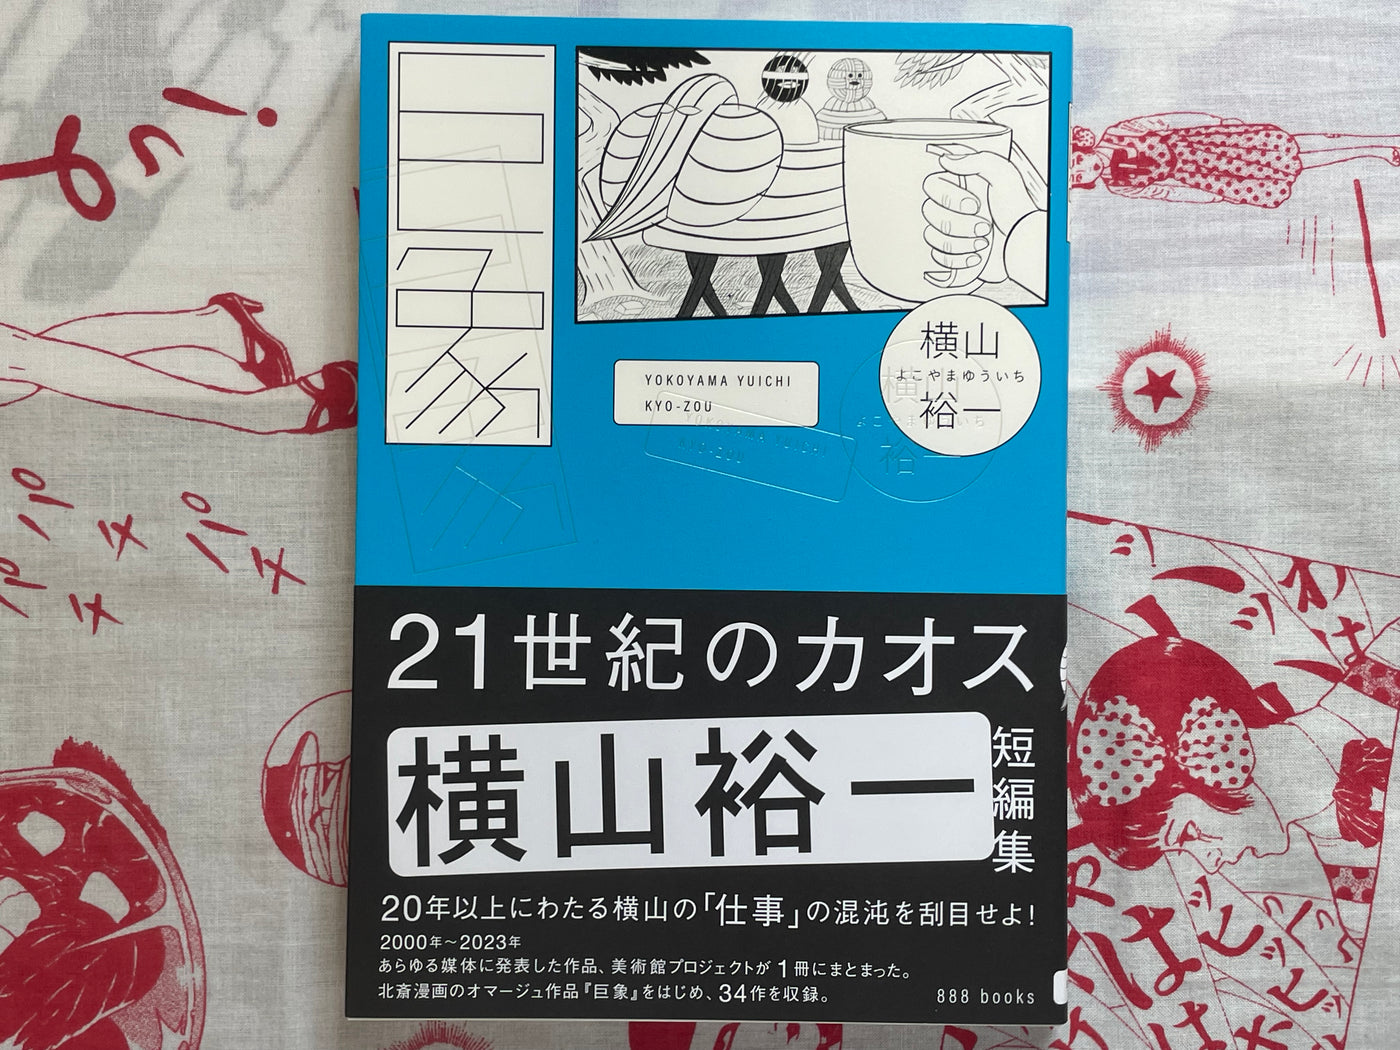 巨象
YOKOYAMA YUICHI
KYO-ZOU
横山
よこやまゆういち
裕一
21世紀のカオス
横山裕一
短編集
20年以上にわたる横山の「仕事」の混沌を刮目せよ!
2000年～2023年
あらゆる媒体に発表した作品、美術館プロジェクトが1冊にまとまった。
北斎漫画のオマージュ作品『巨象』をはじめ、34作を収録。
888 books
パチ
パチ